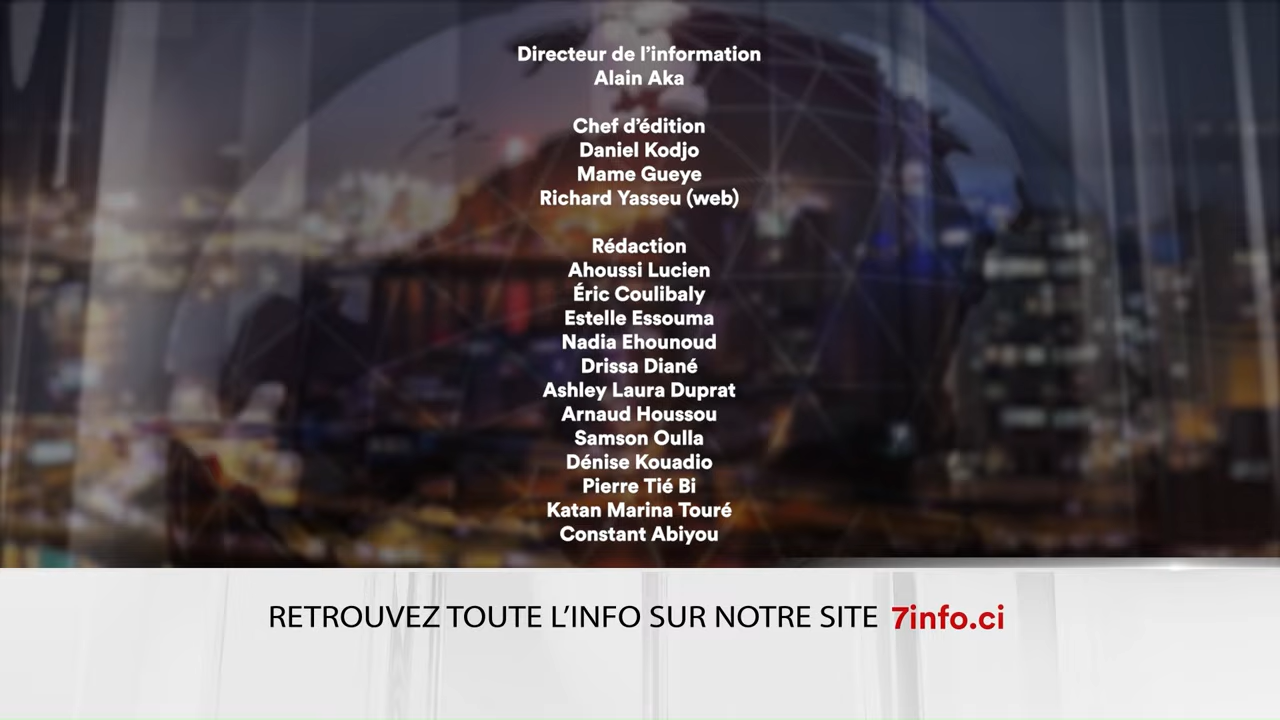 Directeur de l’information
Alain Aka
Chef d’édition
Daniel Kodjo
Mame Gueye
Richard Yasseu (web)
Rédaction
Ahoussi Lucien
Éric Coulibaly
Estelle Essouma
Nadia Ehounoud
Drissa Diané
Ashley Laura Duprat
Arnaud Houssou
Samson Oulla
Dénise Kouadio
Pierre Tié Bi
Katan Marina Touré
Constant Abiyou
RETROUVEZ TOUTE L’INFO SUR NOTRE SITE 7info.ci